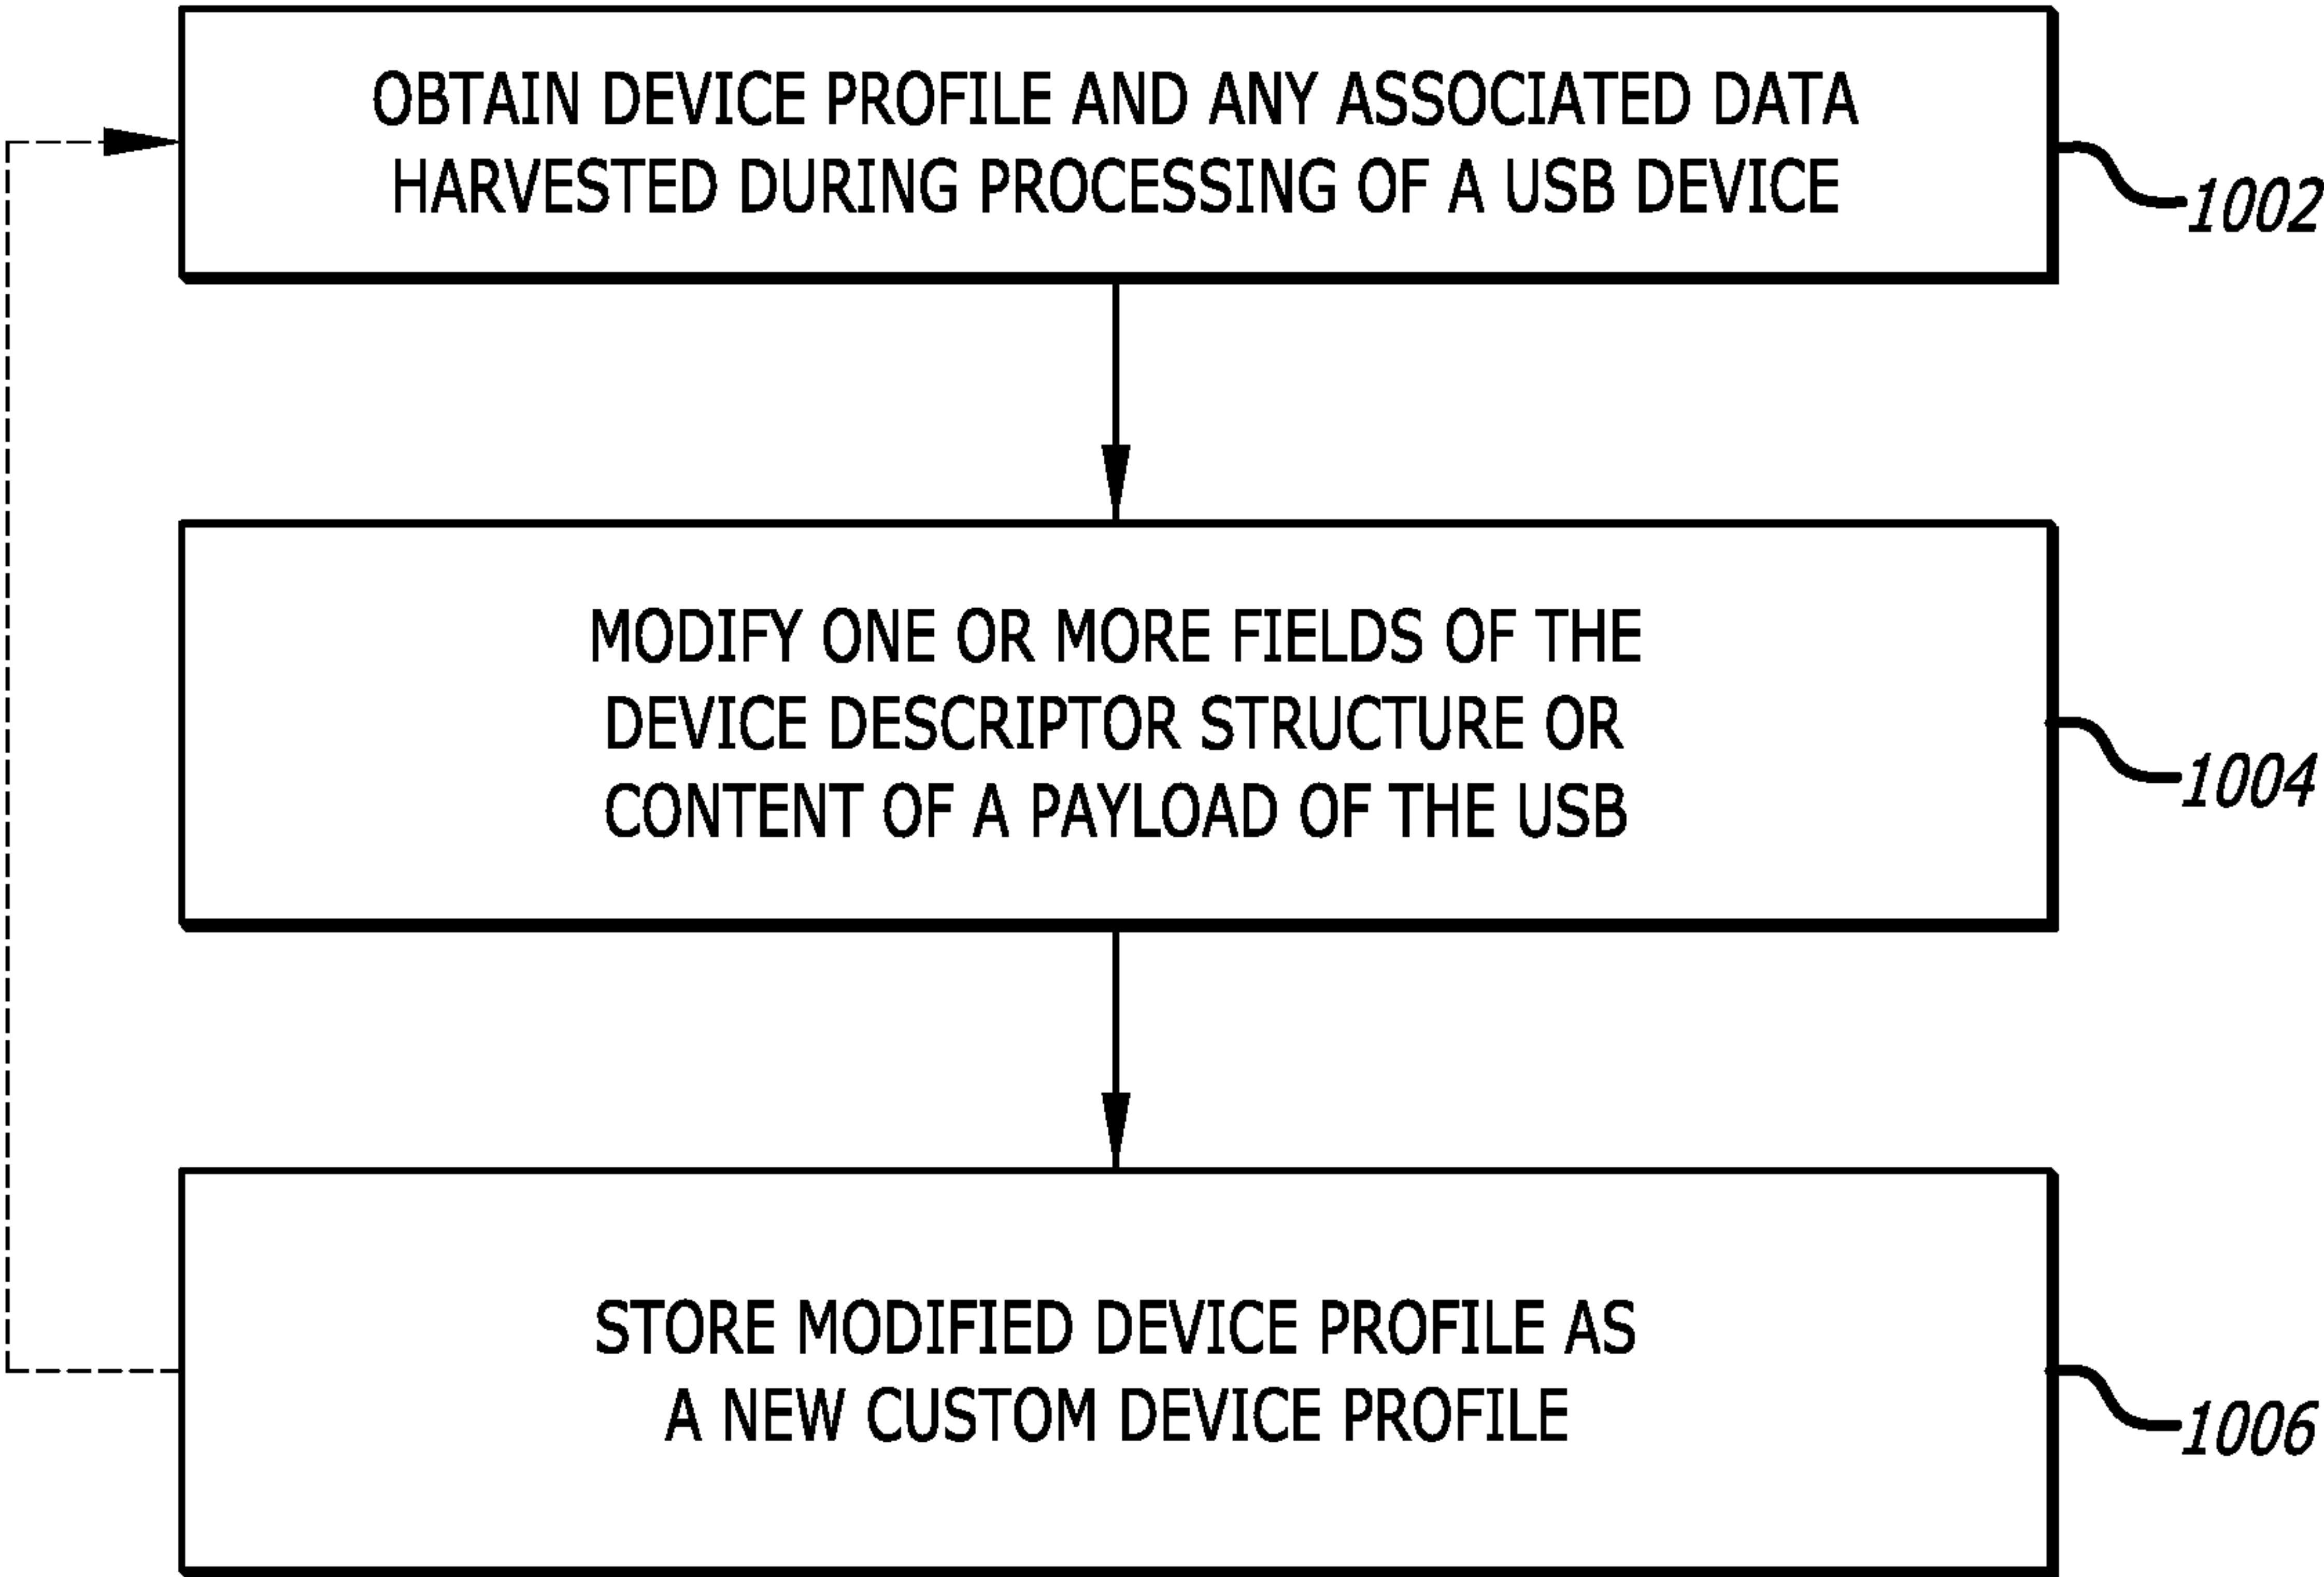 OBTAIN DEVICE PROFILE AND ANY ASSOCIATED DATA
HARVESTED DURING PROCESSING OF A USB DEVICE
1002
MODIFY ONE OR MORE FIELDS OF THE
DEVICE DESCRIPTOR STRUCTURE OR
CONTENT OF A PAYLOAD OF THE USB
1004
STORE MODIFIED DEVICE PROFILE AS
A NEW CUSTOM DEVICE PROFILE
1006